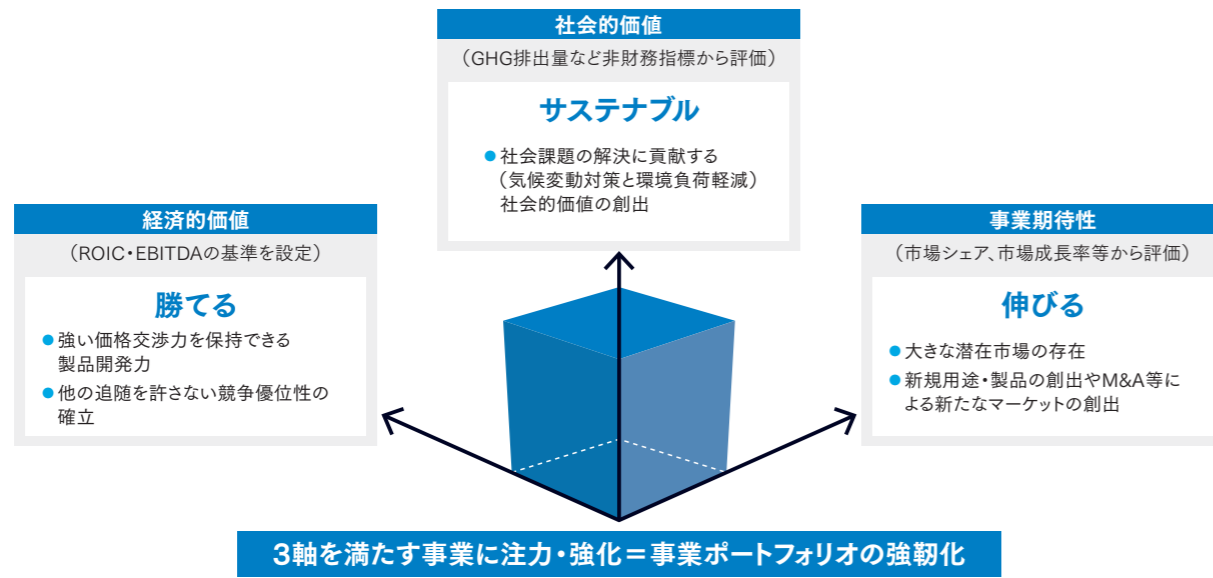 社会的価値
（GHG排出量など非財務指標から評価）
サステナブル
●社会課題の解決に貢献する
（気候変動対策と環境負荷軽減）
社会的価値の創出
経済的価値
（ROIC・EBITDAの基準を設定）
勝てる
●強い価格交渉力を保持できる
製品開発力
●他の追随を許さない競争優位性の
確立
事業期待性
（市場シェア、市場成長率等から評価）
伸びる
●大きな潜在市場の存在
●新規用途・製品の創出やM&A等に
よる新たなマーケットの創出
3軸を満たす事業に注力・強化＝事業ポートフォリオの強靭化